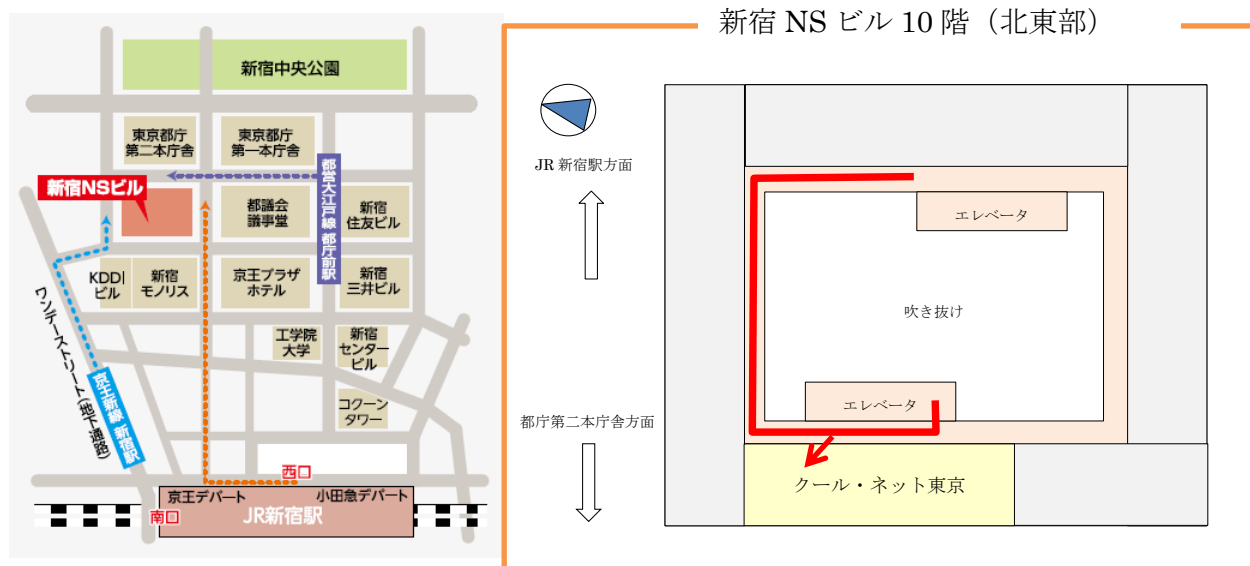 新宿中央公園
東京都庁
第二本庁舎
東京都庁
第一本庁舎
新宿NSビル
都議会
議事堂
都営大江戸線 都庁前駅
新宿
住友ビル
KDDI
ビル
新宿
モノリス
京王プラザ
ホテル
新宿
三井ビル
ワンデーストリート(地下通路)
京王新線 新宿駅
工学院
大学
新宿
センター
ビル
コクーン
タワー
西口
京王デパート
小田急デパート
南口
JR新宿駅
新宿 NS ビル 10 階（北東部）
JR 新宿駅方面
都庁第二本庁舎方面
エレベータ
吹き抜け
エレベータ
クール・ネット東京